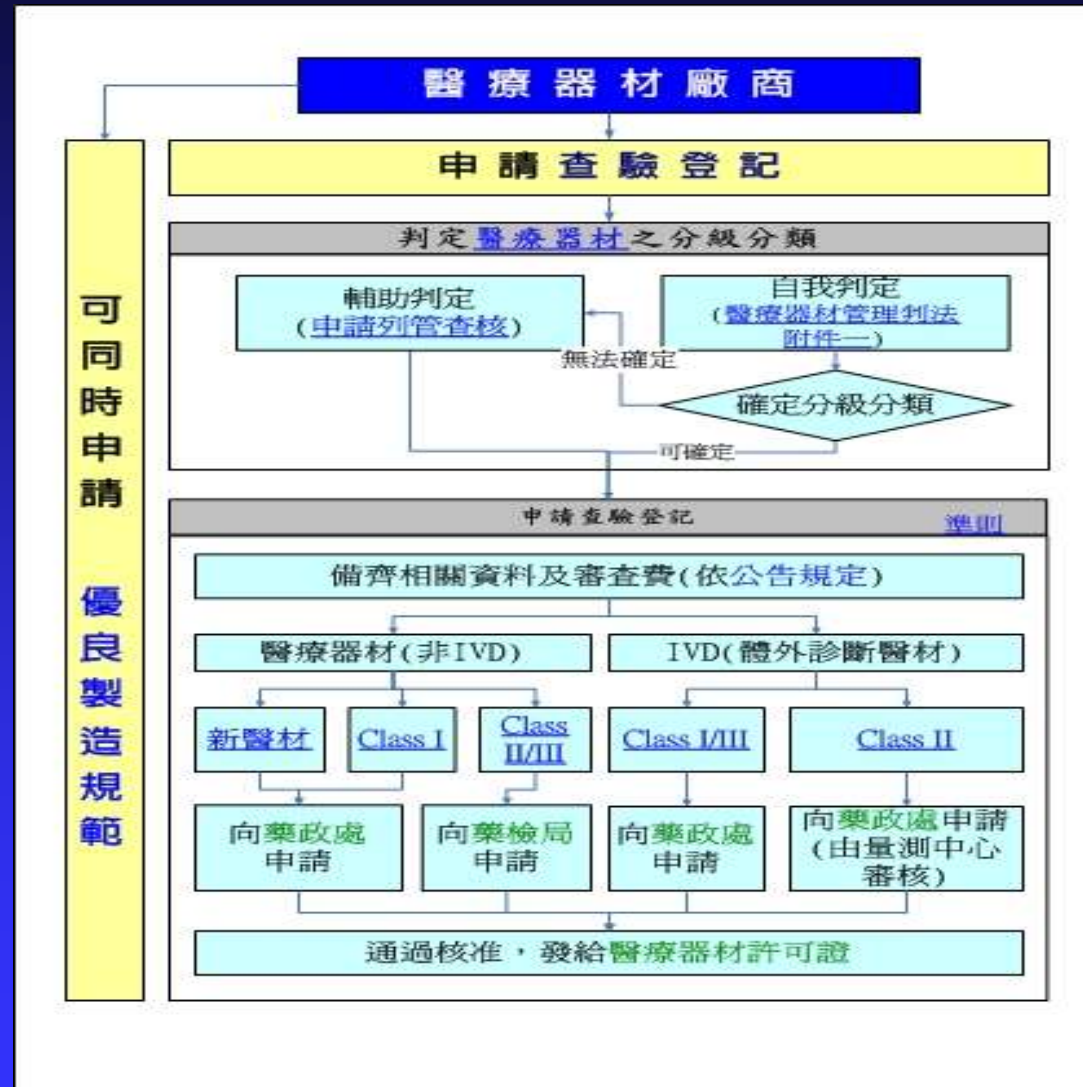 醫療器材廠商
申請查驗登記
可同時申請 優良製造規範
判定醫療器材之分級分類
輔助判定
(申請列管查核)
自我判定
(醫療器材管理判法
附件一)
無法確定
確定分級分類
可確定
申請查驗登記
準則
備齊相關資料及審查費(依公告規定)
醫療器材(非IVD)
IVD(體外診斷醫材)
新醫材
Class I
Class
II/III
Class I/III
Class II
向藥政處
申請
向藥檢局
申請
向藥政處
申請
向藥政處申請
(由量測中心
審核)
通過核准，發給醫療器材許可證